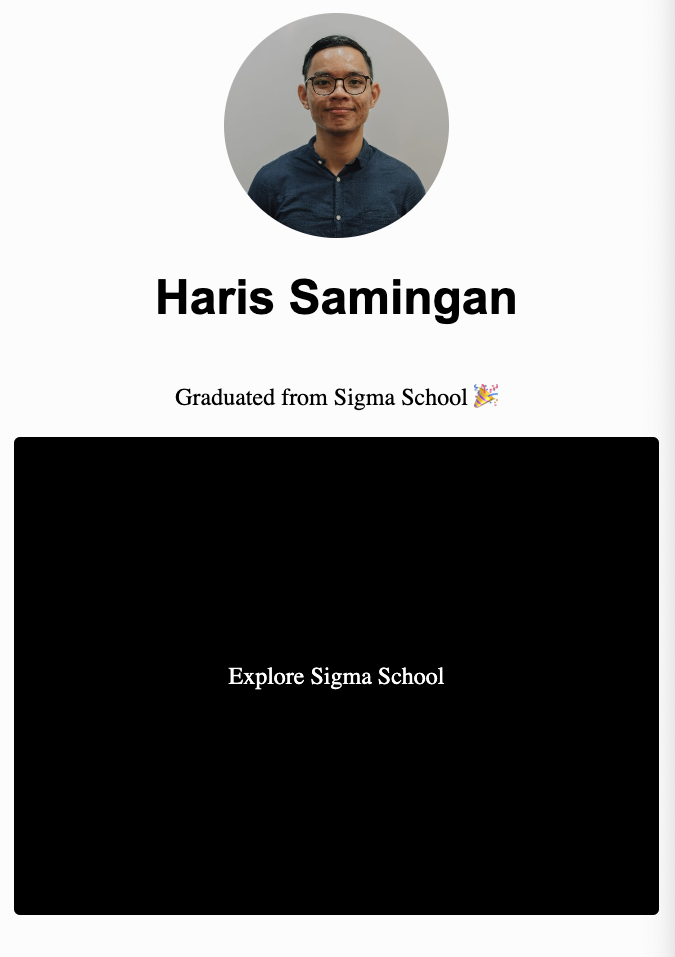 Haris Samingan
Graduated from Sigma School 🎉
Explore Sigma School